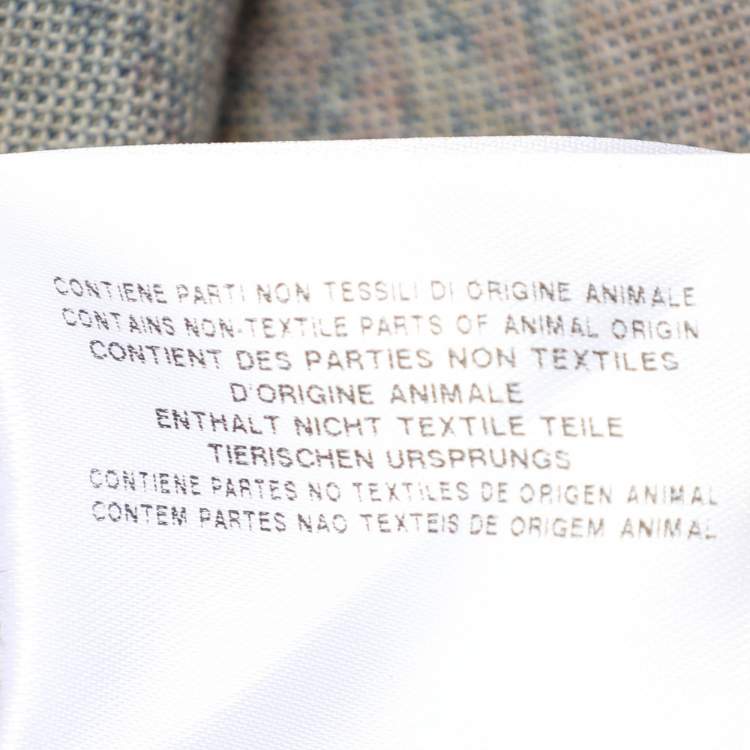 CONTIENE PARTI NON TESSILI DI ORIGINE ANIMALE
CONTAINS NON-TEXTILE PARTS OF ANIMAL ORIGIN
CONTIENT DES PARTIES NON TEXTILES
D'ORIGINE ANIMALE
ENTHALT NICHT TEXTILE TEILE
TIERISCHEN URSPRUNGS
CONTIENE PARTES NO TEXTILES DE ORIGEN ANIMAL
CONTEM PARTES NAO TEXTEIS DE ORIGEM ANIMAL